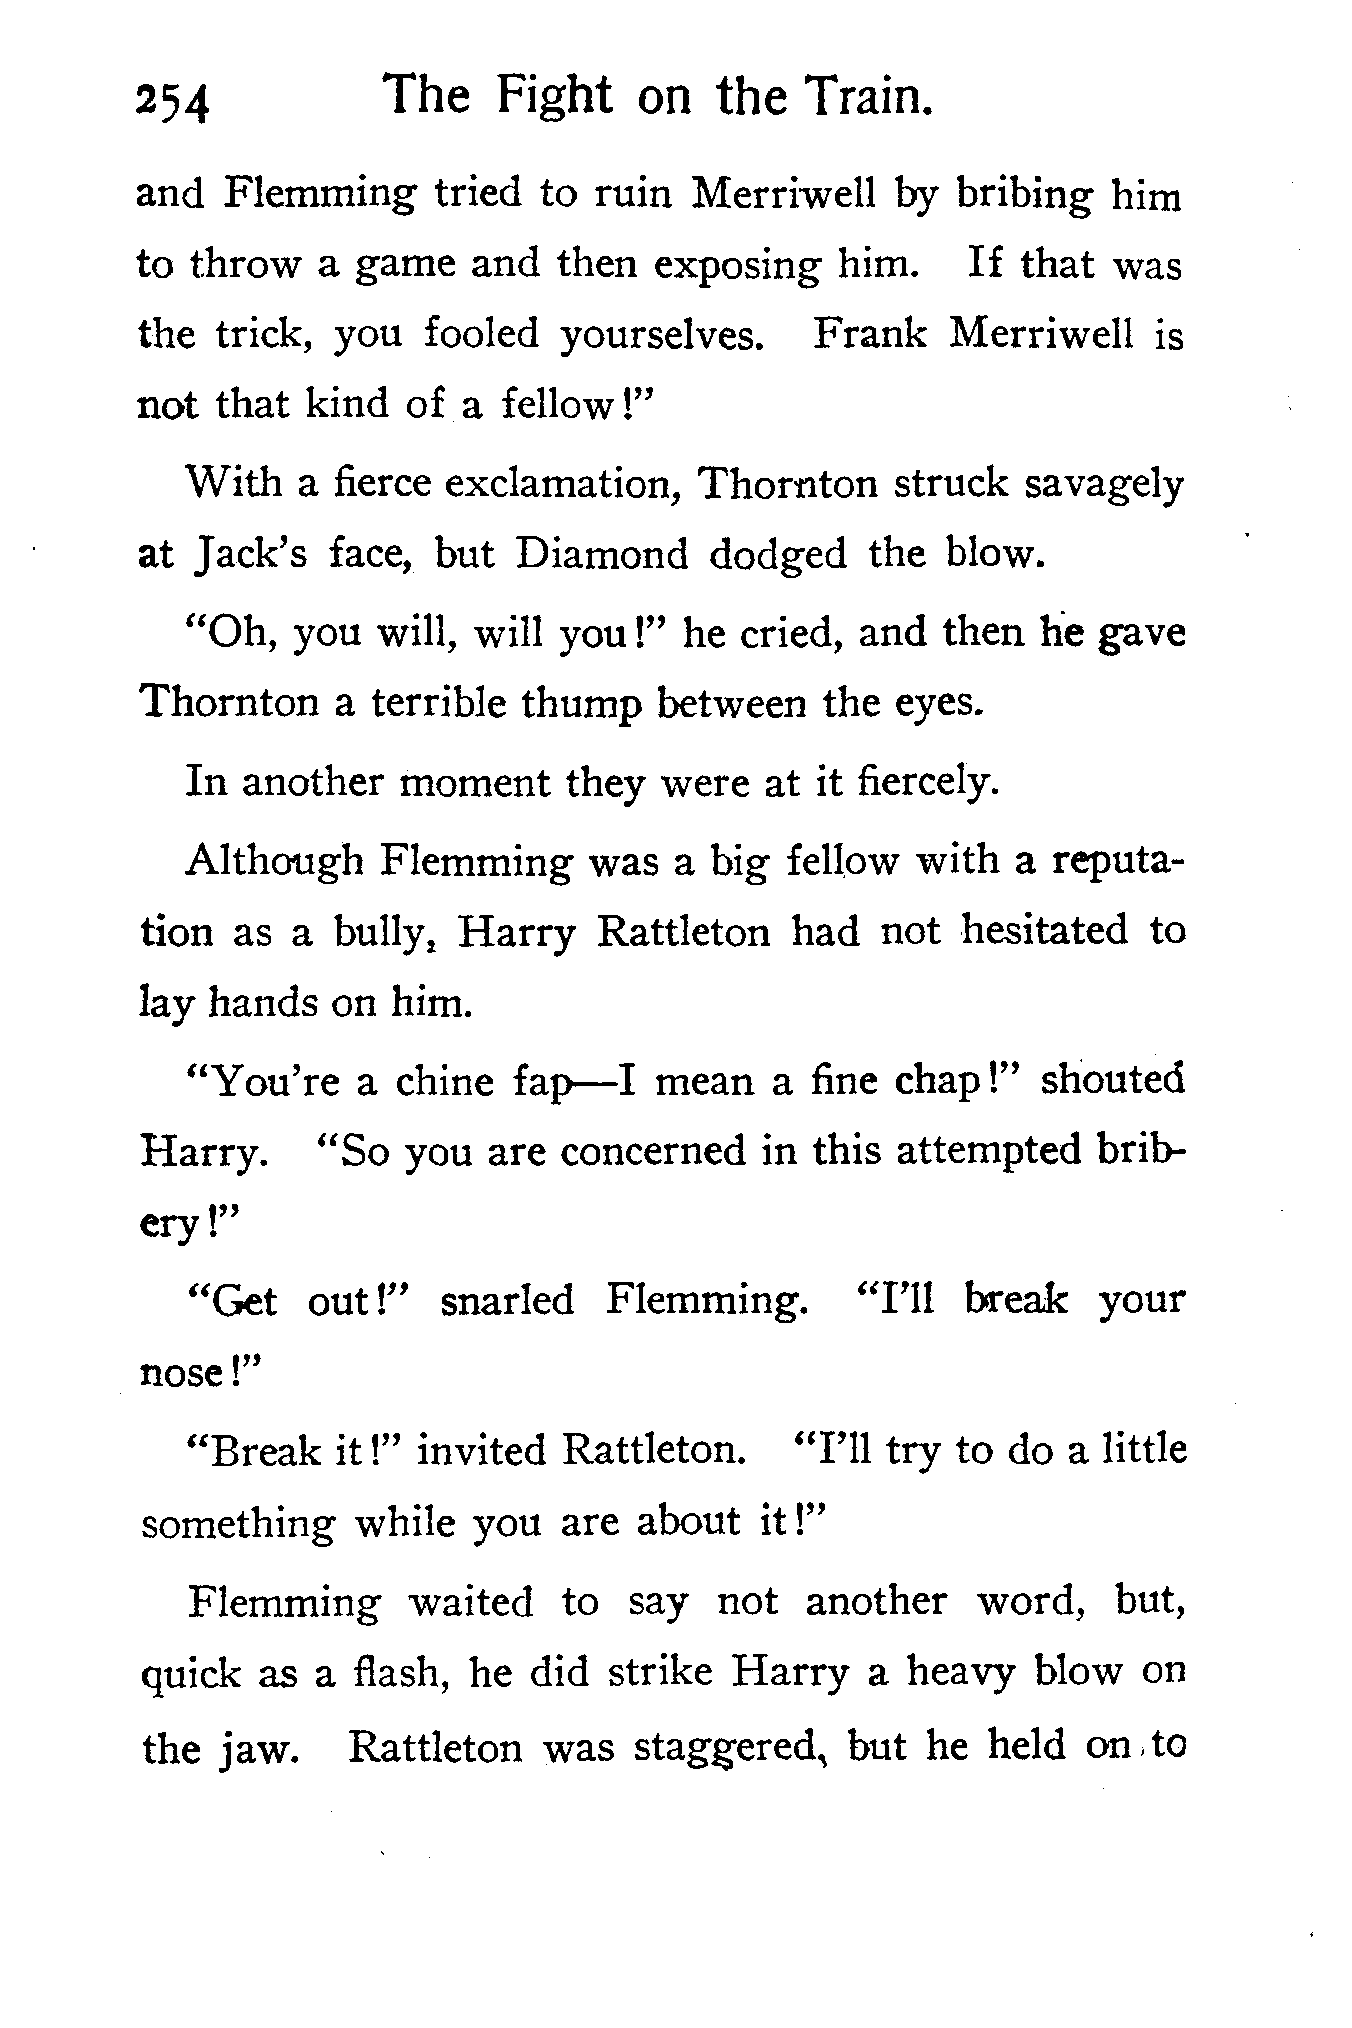 254 The Fight on the Train.
and Flemming tried to ruin Merriwell by bribing him
to throw a game and then exposing him. If that was
the trick, you fooled yourselves. Frank Merriwell is
not that kind of a fellow!”
With a fierce exclamation, Thornton struck savagely
at Jack’s face, but Diamond dodged the blow.
“Oh, you will, will you!” he cried, and then he gave
Thornton a terrible thump between the eyes.
In another moment they were at it fiercely.
Although Flemming was a big fellow with a reputa-
tion as a bully, Harry Rattleton had not hesitated to
lay hands on him.
“You’re a chine fap—I mean a fine chap!” shouted
Harry. “So you are concerned in this attempted brib-
ery!”
“Get out!” snarled Flemming. “I’ll break your
nose!”
“Break it!” invited Rattleton. “I’ll try to do a little
something while you are about it!”
Flemming waited to say not another word, but,
quick as a flash, he did strike Harry a heavy blow on
the jaw. Rattleton was staggered, but he held on to